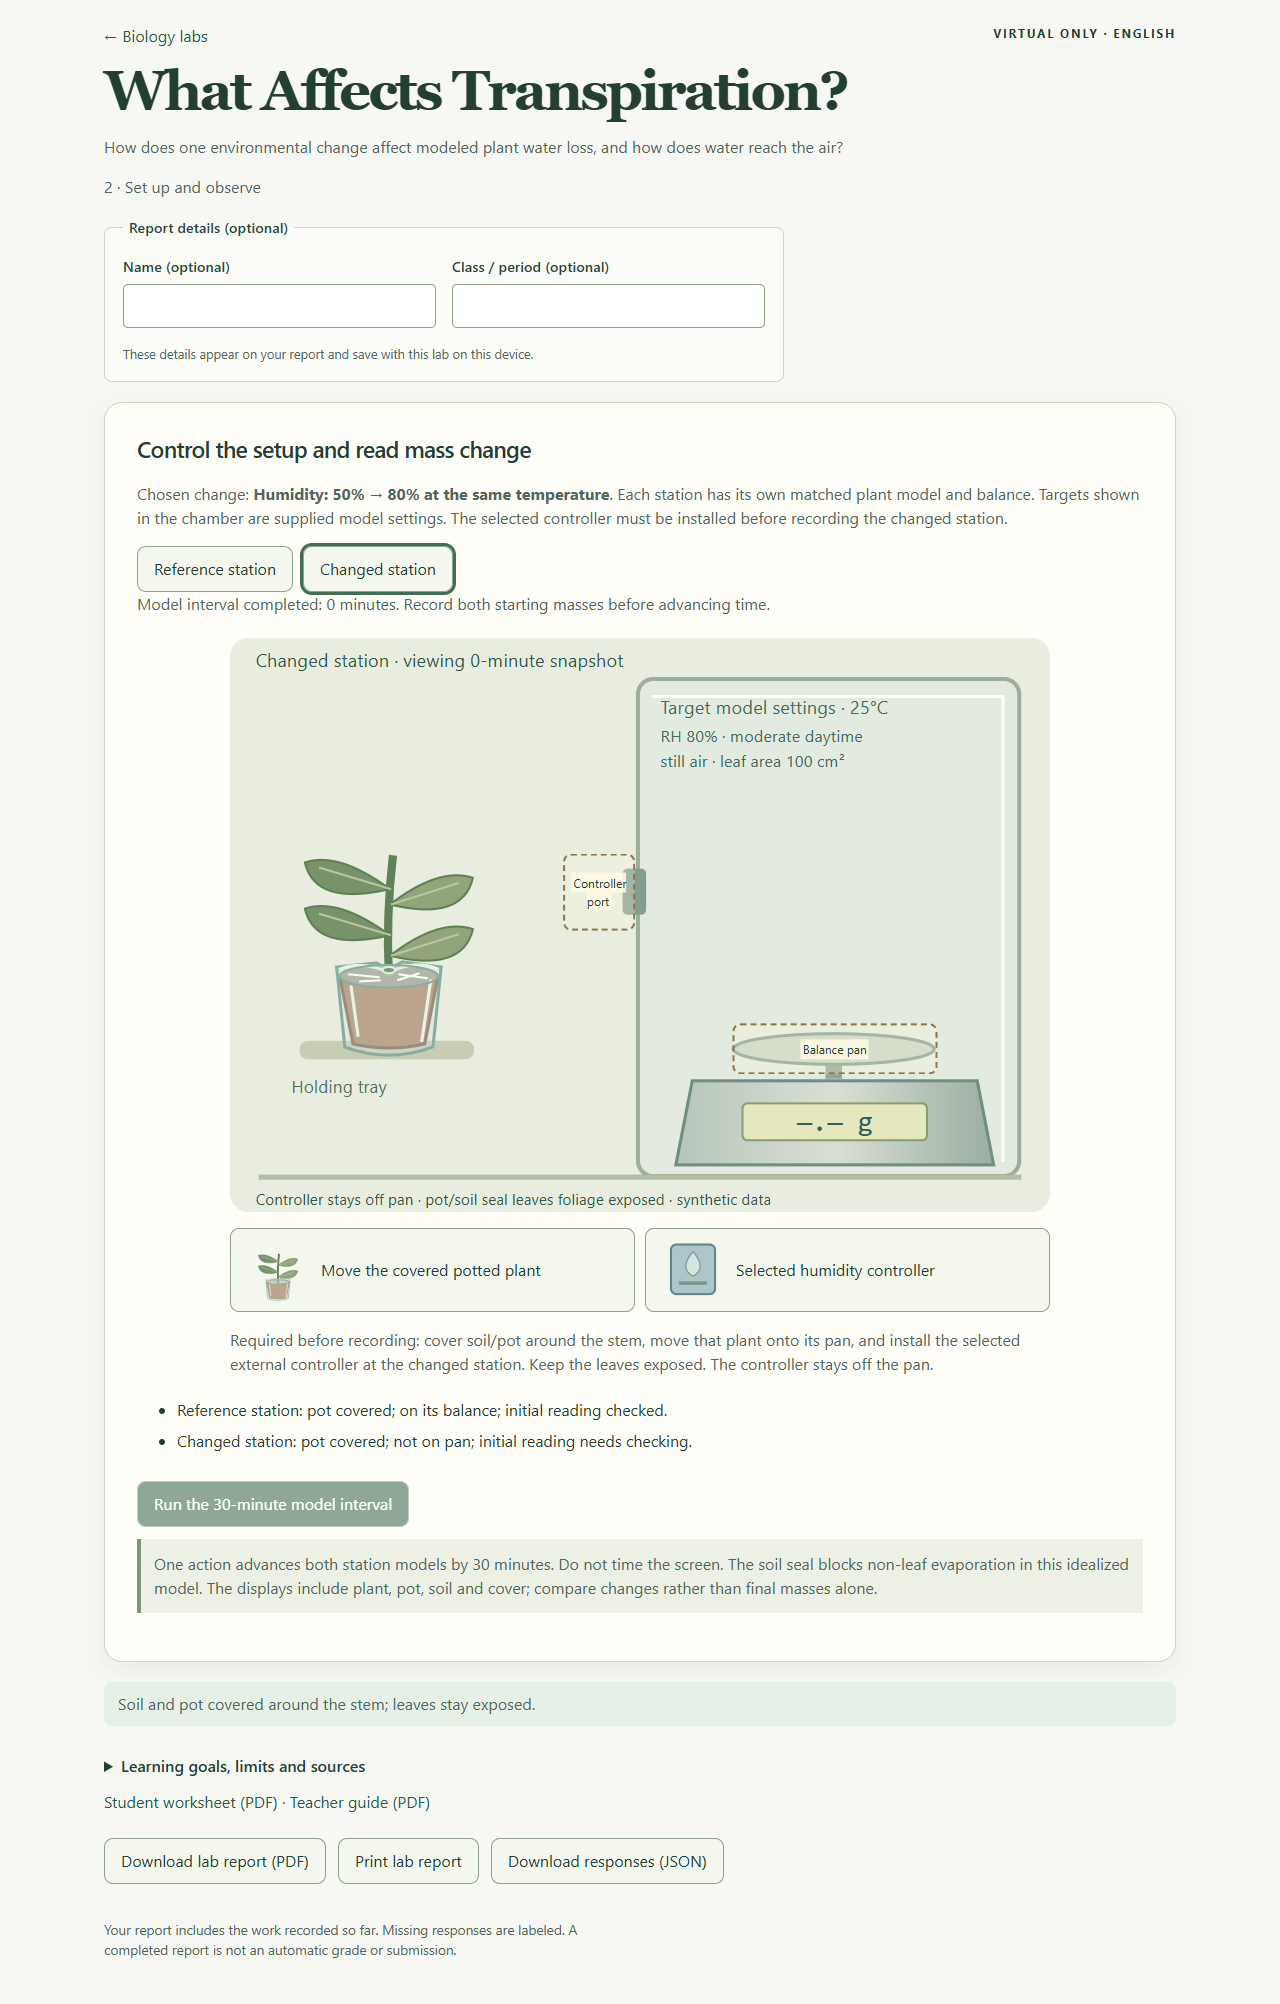 ← Biology labs
VIRTUAL ONLY · ENGLISH
What Affects Transpiration?
How does one environmental change affect modeled plant water loss, and how does water reach the air?
2 · Set up and observe
Report details (optional)
Name (optional)
Class / period (optional)
These details appear on your report and save with this lab on this device.
Control the setup and read mass change
Chosen change: Humidity: 50% → 80% at the same temperature. Each station has its own matched plant model and balance. Targets shown
in the chamber are supplied model settings. The selected controller must be installed before recording the changed station.
Reference station
Changed station
Model interval completed: 0 minutes. Record both starting masses before advancing time.
Changed station · viewing 0-minute snapshot
Target model settings · 25°C
RH 80% · moderate daytime
still air · leaf area 100 cm²
Controller
port
Balance pan
—.— g
Holding tray
Controller stays off pan · pot/soil seal leaves foliage exposed · synthetic data
Move the covered potted plant
Selected humidity controller
Required before recording: cover soil/pot around the stem, move that plant onto its pan, and install the selected
external controller at the changed station. Keep the leaves exposed. The controller stays off the pan.
• Reference station: pot covered; on its balance; initial reading checked.
• Changed station: pot covered; not on pan; initial reading needs checking.
Run the 30-minute model interval
One action advances both station models by 30 minutes. Do not time the screen. The soil seal blocks non-leaf evaporation in this idealized
model. The displays include plant, pot, soil and cover; compare changes rather than final masses alone.
Soil and pot covered around the stem; leaves stay exposed.
▶ Learning goals, limits and sources
Student worksheet (PDF) · Teacher guide (PDF)
Download lab report (PDF)
Print lab report
Download responses (JSON)
Your report includes the work recorded so far. Missing responses are labeled. A
completed report is not an automatic grade or submission.